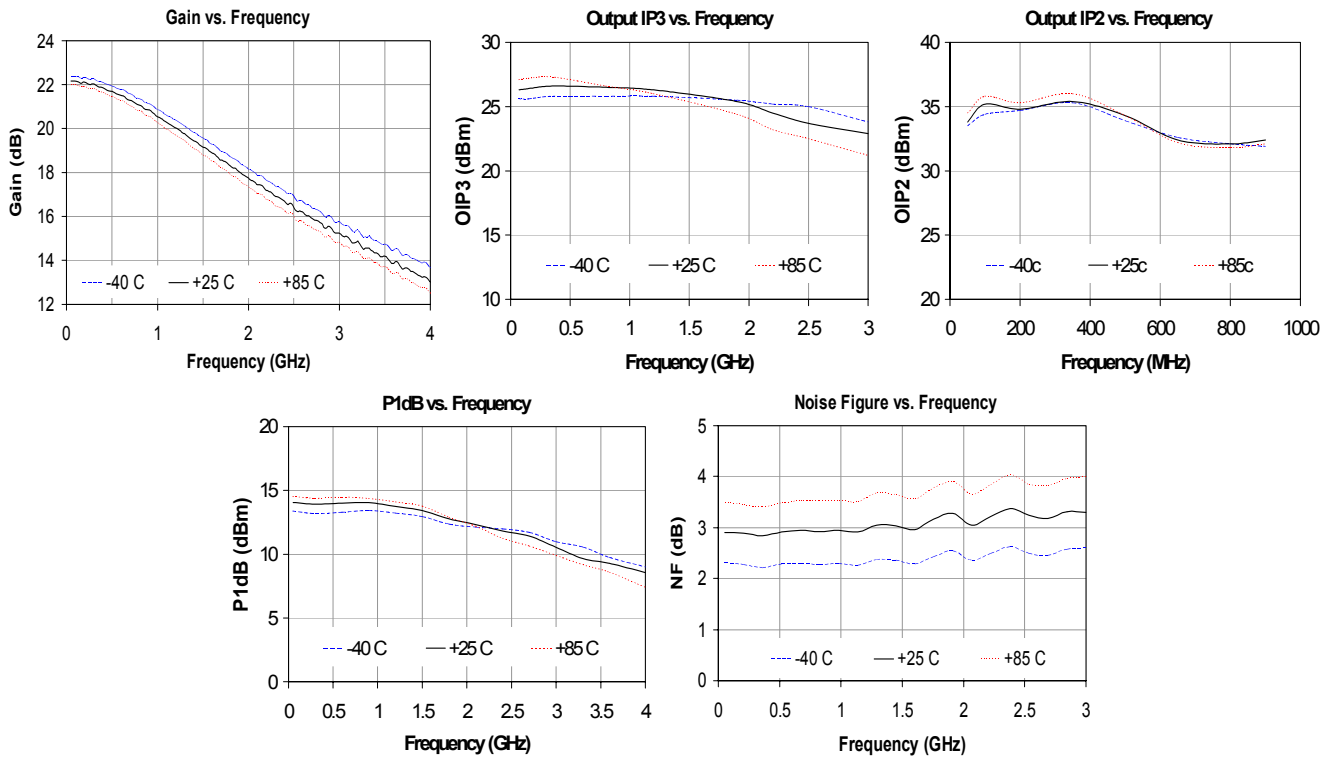 Gain vs. Frequency
24
22
20
18
16
14
12
Gain (dB)
-40 C +25 C +85 C
0 1 2 3 4
Frequency (GHz)
Output IP3 vs. Frequency
30
25
20
15
10
OIP3 (dBm)
-40 C +25 C +85 C
0 0.5 1 1.5 2 2.5 3
Frequency (GHz)
Output IP2 vs. Frequency
40
35
30
25
20
OIP2 (dBm)
-40c +25c +85c
0 200 400 600 800 1000
Frequency (MHz)
P1dB vs. Frequency
20
15
10
5
0
P1dB (dBm)
-40 C +25 C +85 C
0 0.5 1 1.5 2 2.5 3 3.5 4
Frequency (GHz)
Noise Figure vs. Frequency
5
4
3
2
1
0
NF (dB)
-40 C +25 C +85 C
0 0.5 1 1.5 2 2.5 3
Frequency (GHz)